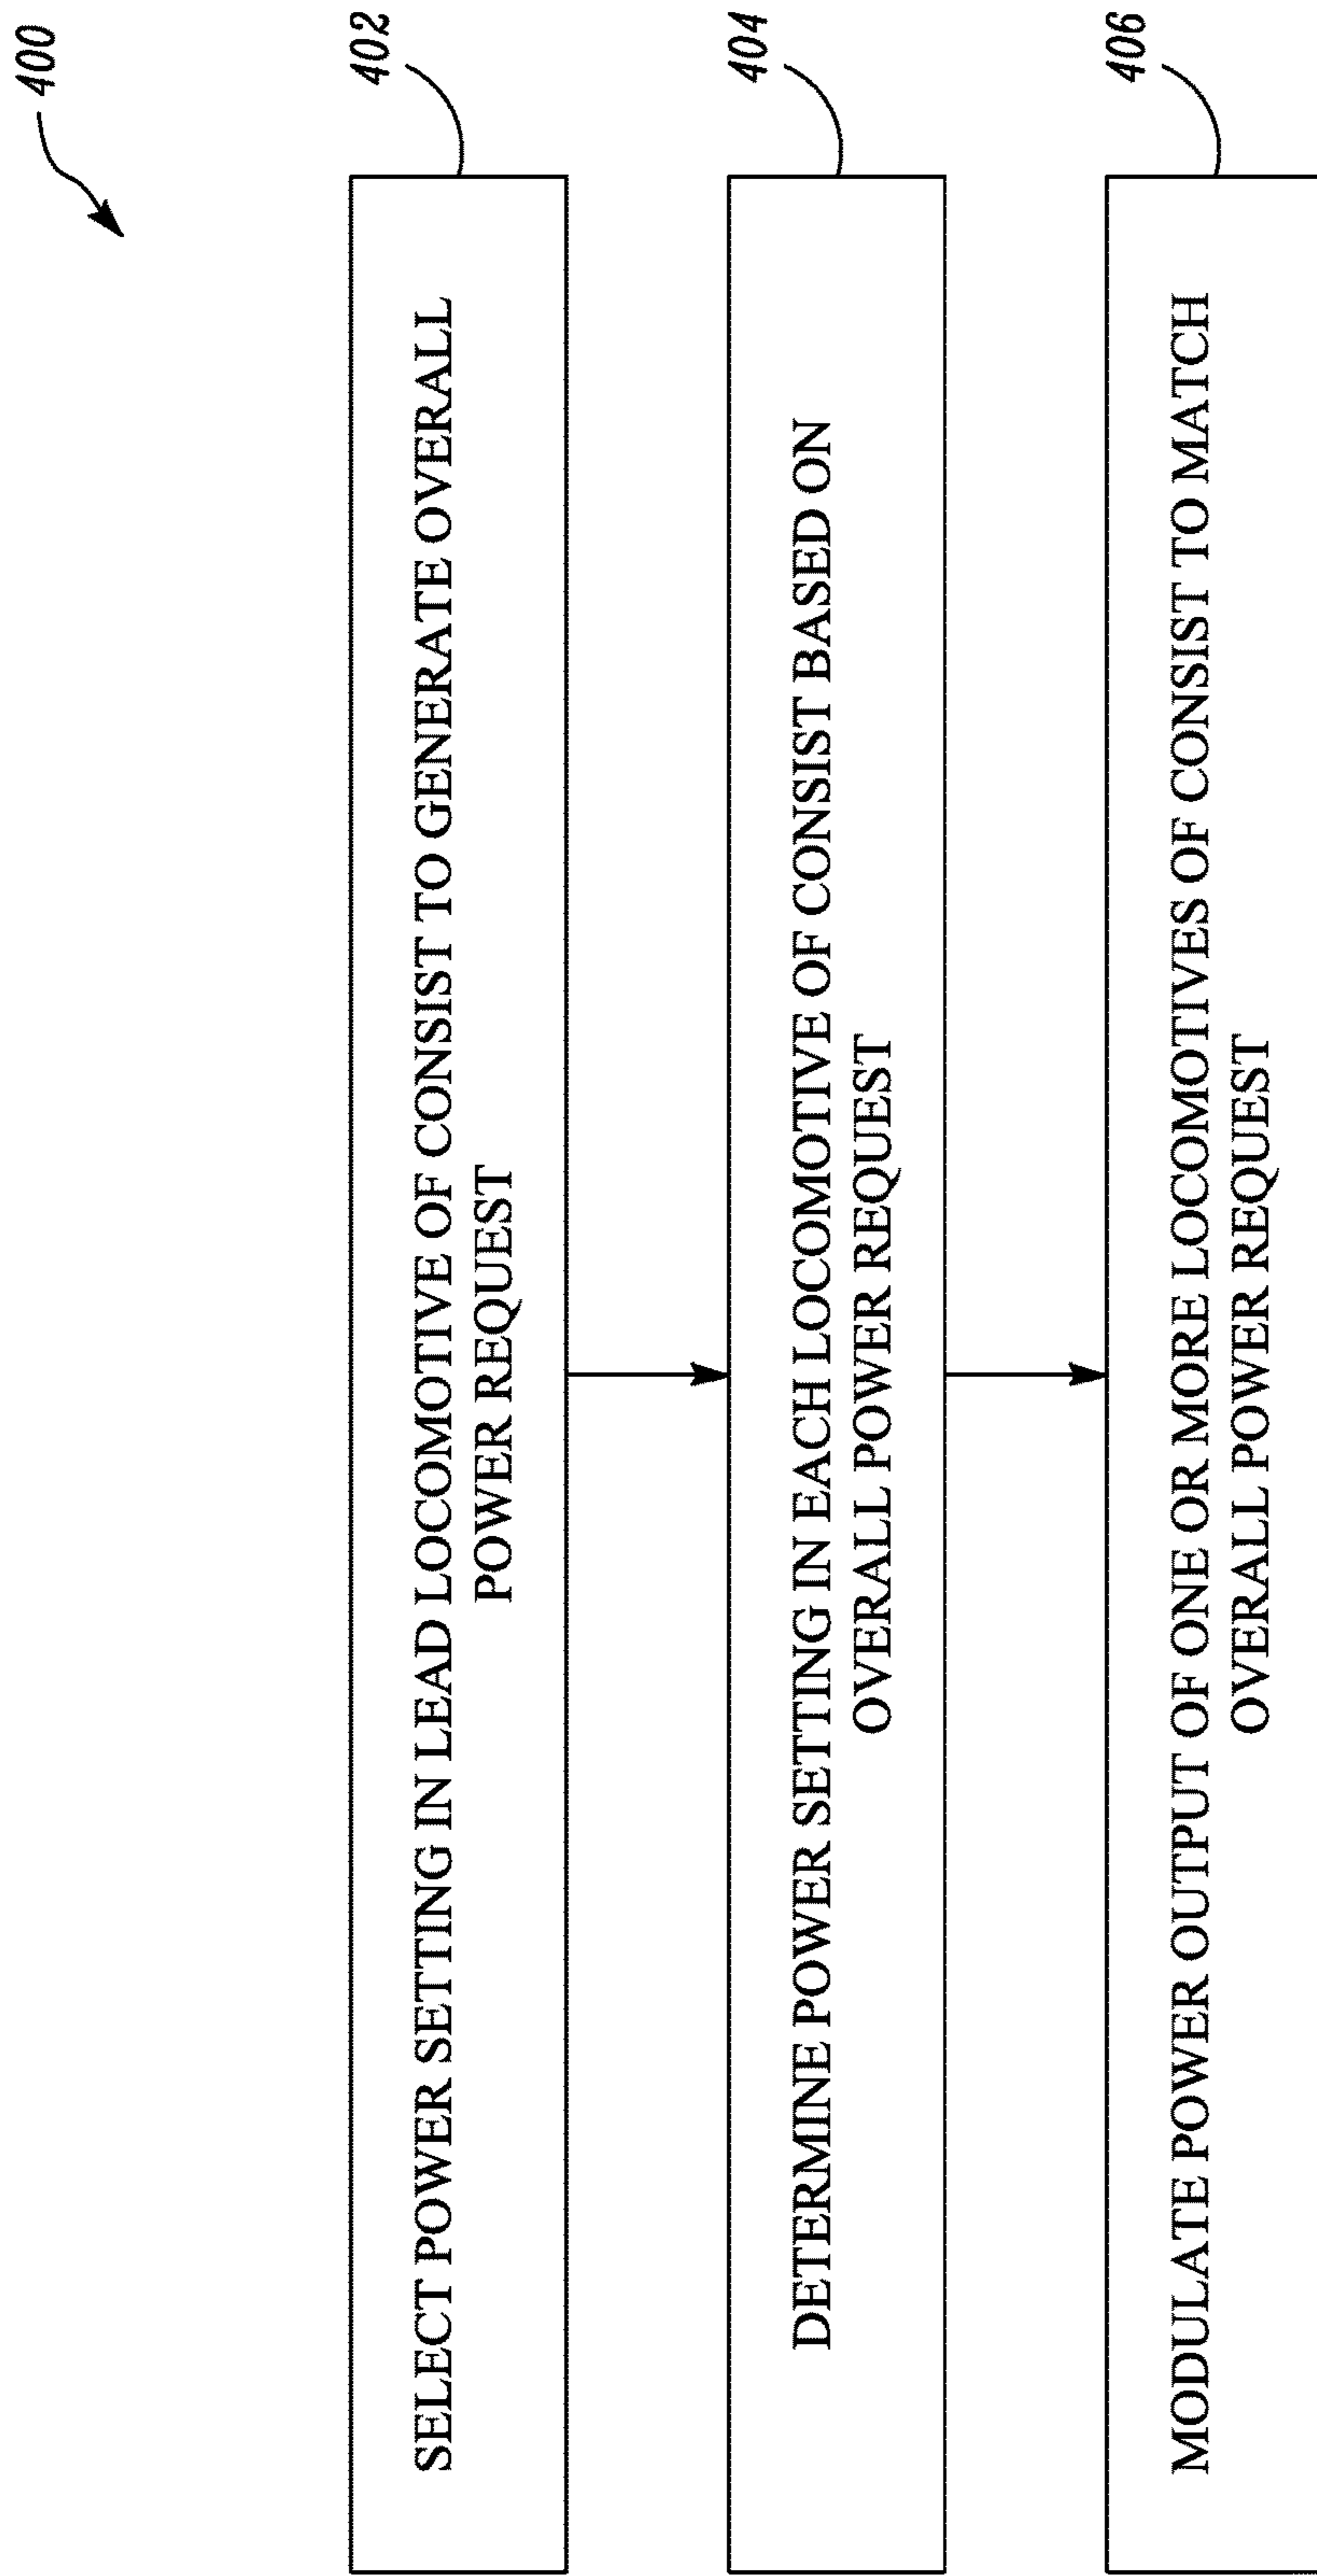 400
402
SELECT POWER SETTING IN LEAD LOCOMOTIVE OF CONSIST TO GENERATE OVERALL
POWER REQUEST
404
DETERMINE POWER SETTING IN EACH LOCOMOTIVE OF CONSIST BASED ON
OVERALL POWER REQUEST
406
MODULATE POWER OUTPUT OF ONE OR MORE LOCOMOTIVES OF CONSIST TO MATCH
OVERALL POWER REQUEST